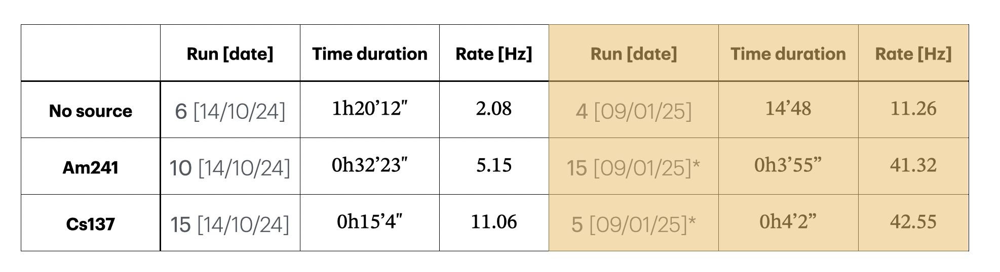 Run [date] Time duration Rate [Hz] Run [date] Time duration Rate [Hz]
No source 6 [14/10/24] 1h20’12" 2.08 4 [09/01/25] 14’48 11.26
Am241 10 [14/10/24] 0h32’23" 5.15 15 [09/01/25]* 0h3’55” 41.32
Cs137 15 [14/10/24] 0h15’4" 11.06 5 [09/01/25]* 0h4’2” 42.55